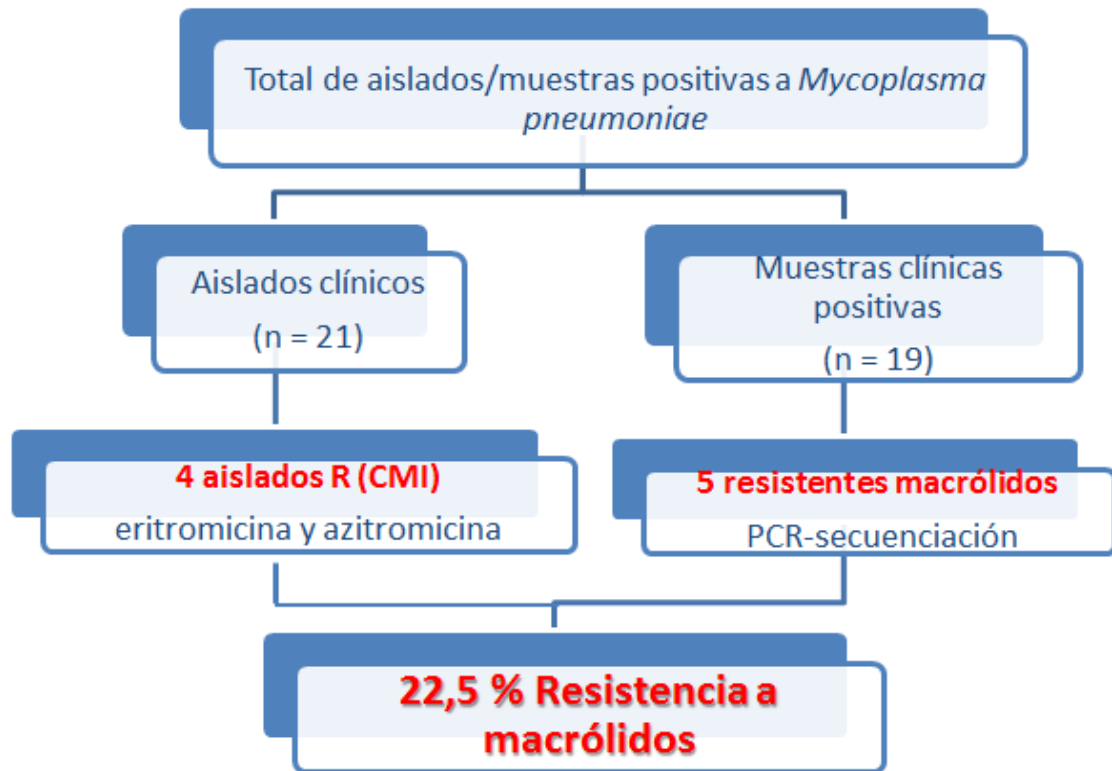 Total de aislados/muestras positivas a Mycoplasma
pneumoniae
Aislados clínicos
(n = 21)
Muestras clínicas
positivas
(n = 19)
4 aislados R (CMI)
eritromicina y azitromicina
5 resistentes macrólidos
PCR-secuenciación
22,5 % Resistencia a
macrólidos